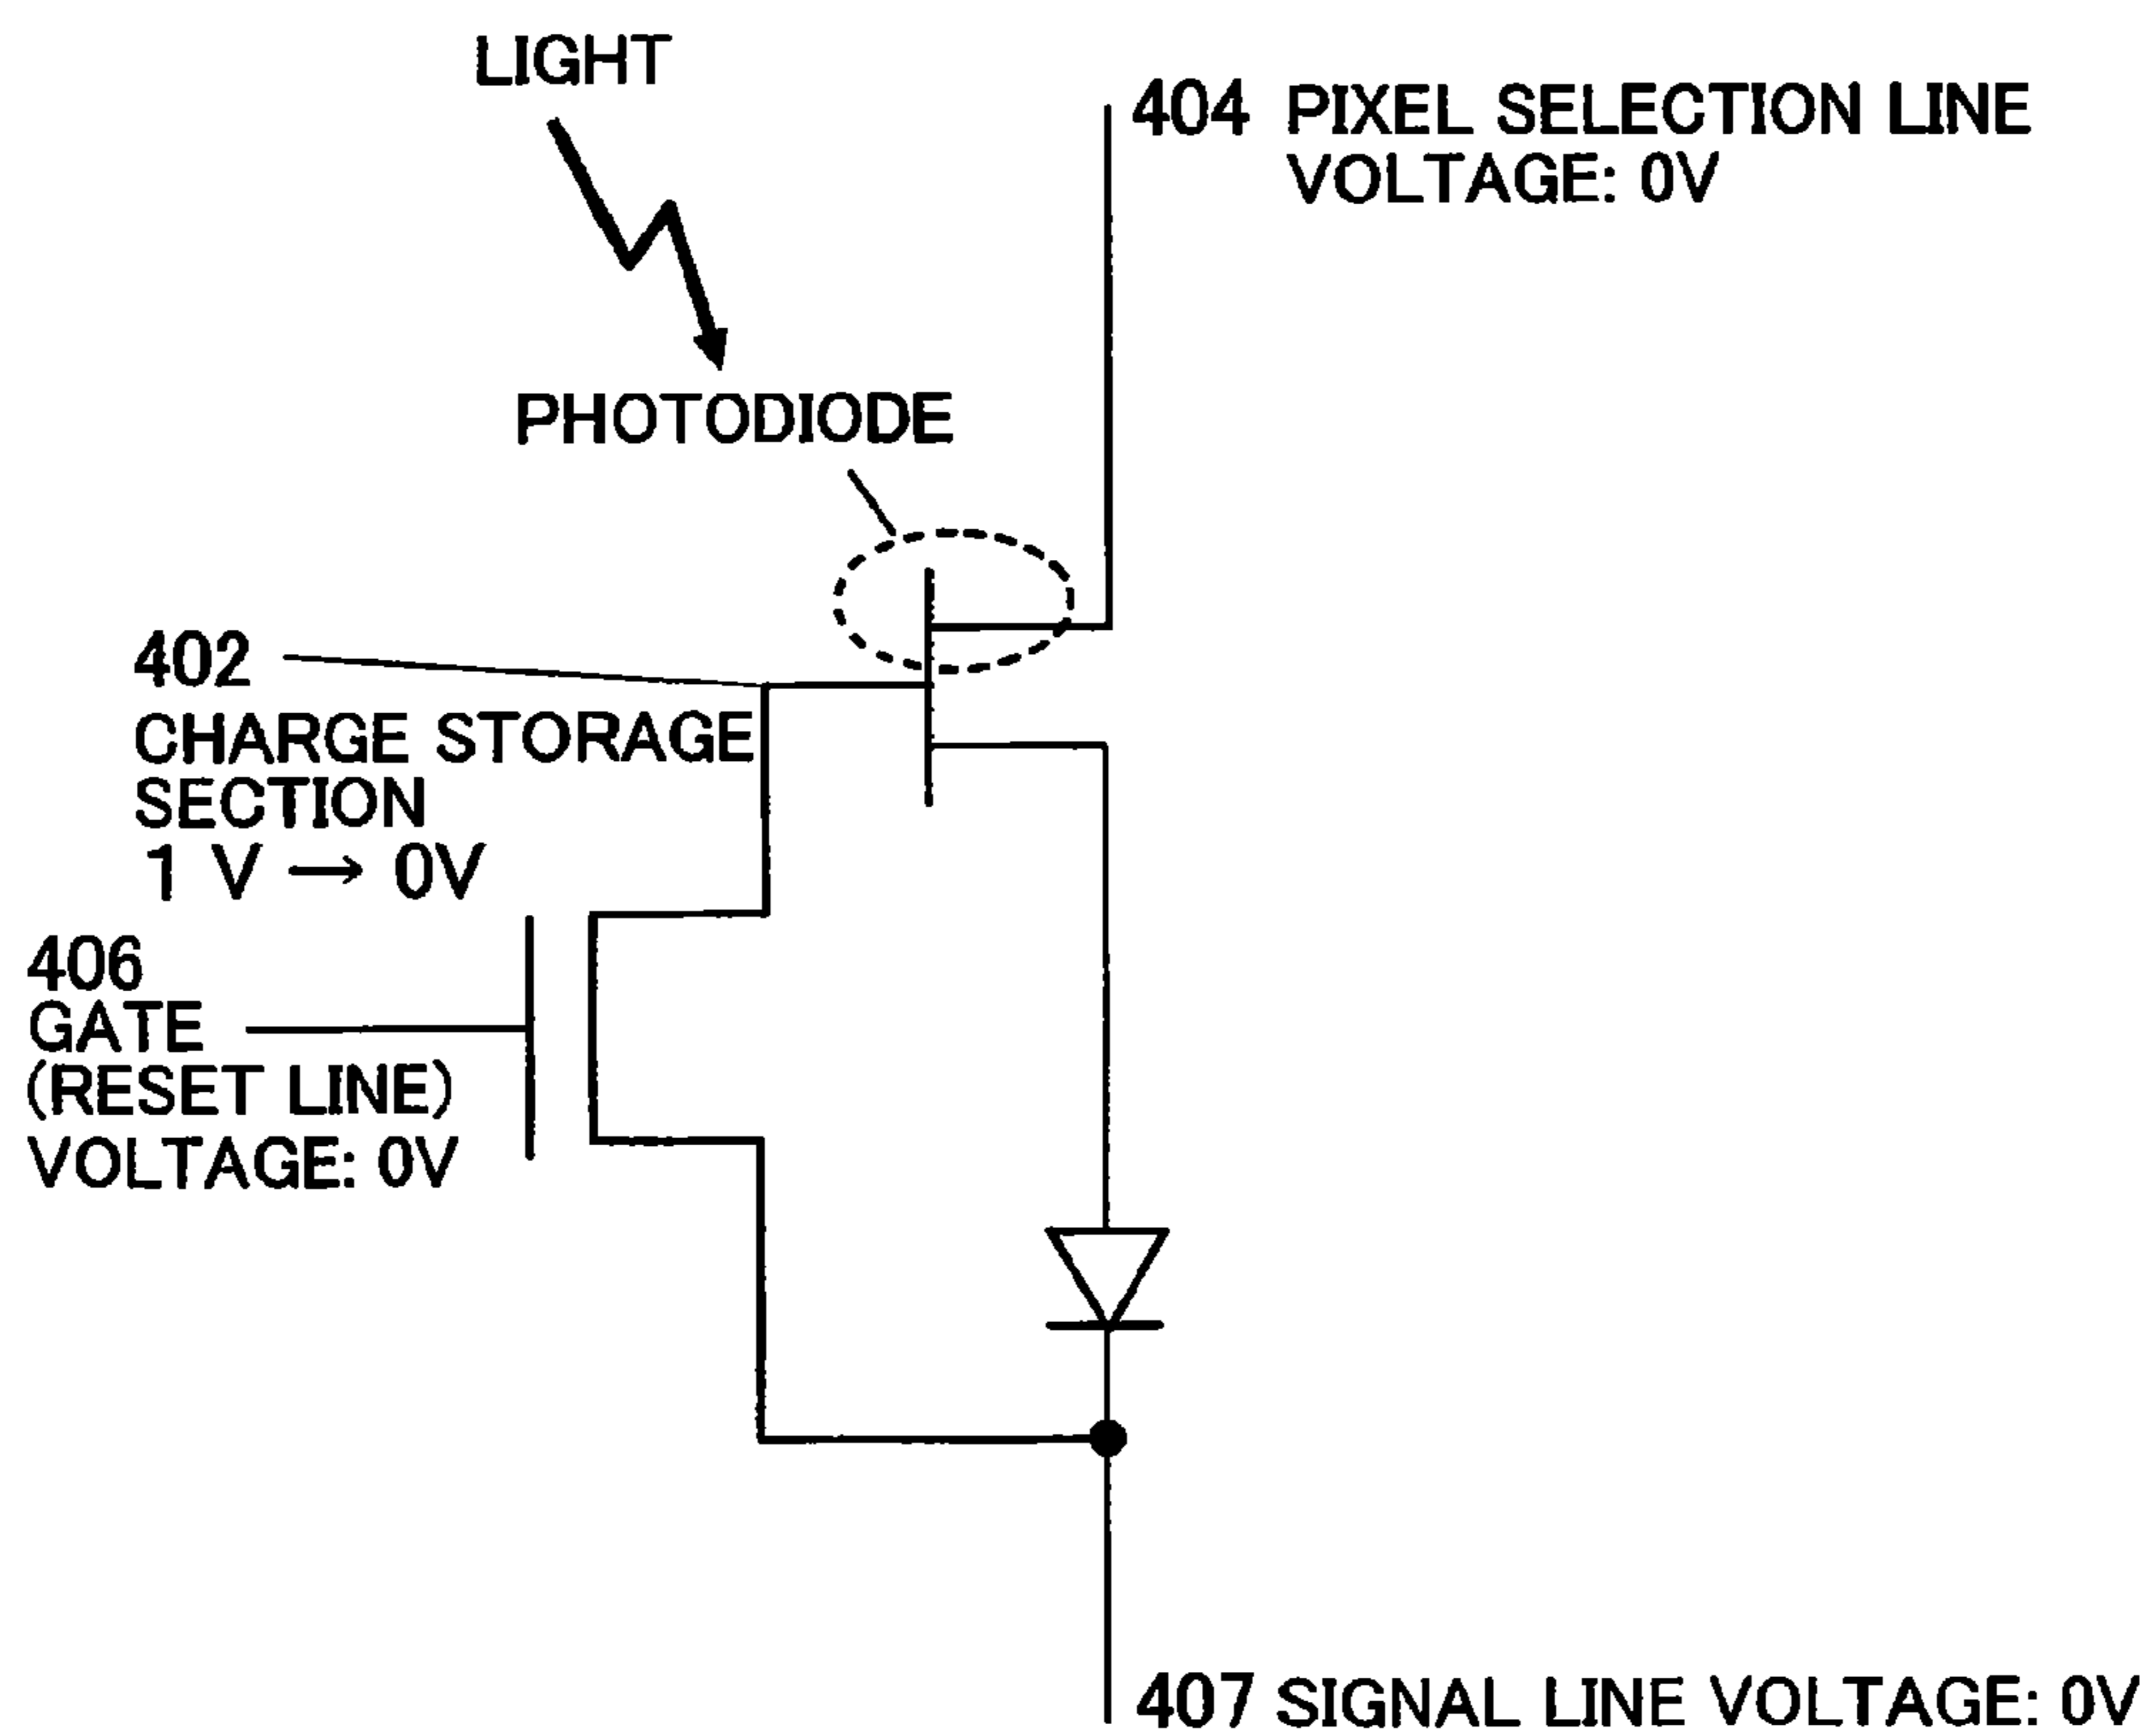 LIGHT
404 PIXEL SELECTION LINE
VOLTAGE: 0V
PHOTODIODE
402
CHARGE STORAGE
SECTION
1 V → 0V
406
GATE
(RESET LINE)
VOLTAGE: 0V
407 SIGNAL LINE VOLTAGE: 0V